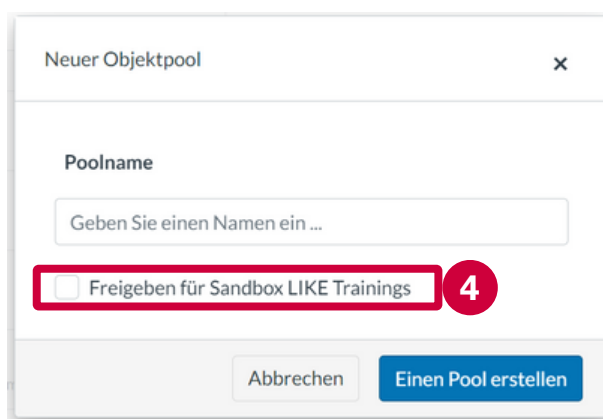 Neuer Objektpool
×
Poolname
Geben Sie einen Namen ein ...
Freigeben für Sandbox LIKE Trainings
4
Abbrechen
Einen Pool erstellen